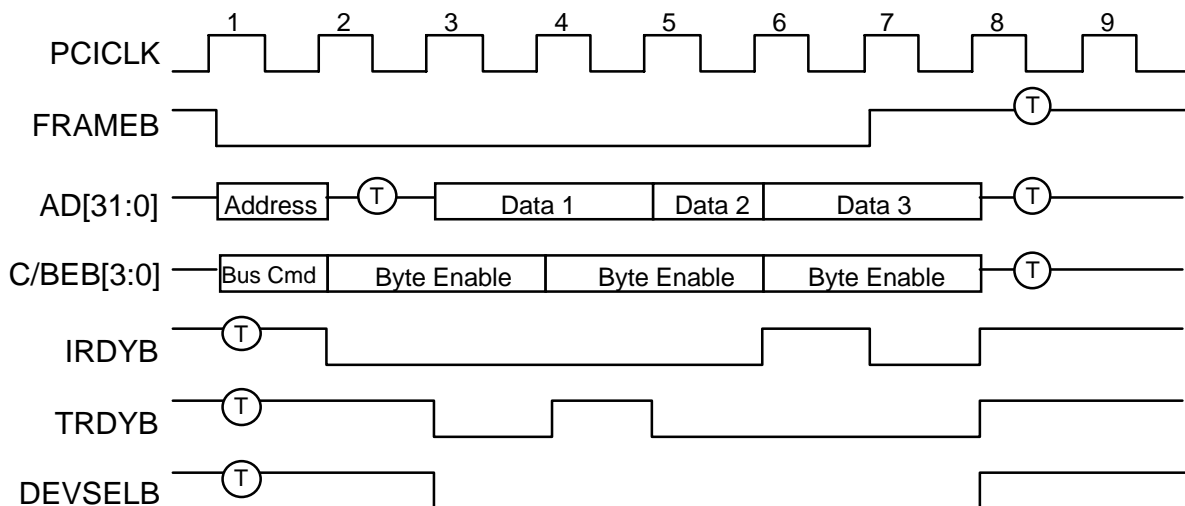 1 2 3 4 5 6 7 8 9
PCICLK
FRAMEB T
AD[31:0] Address T Data 1 Data 2 Data 3 T
C/BEB[3:0] Bus Cmd Byte Enable Byte Enable Byte Enable T
IRDYB T
TRDYB T
DEVSELB T